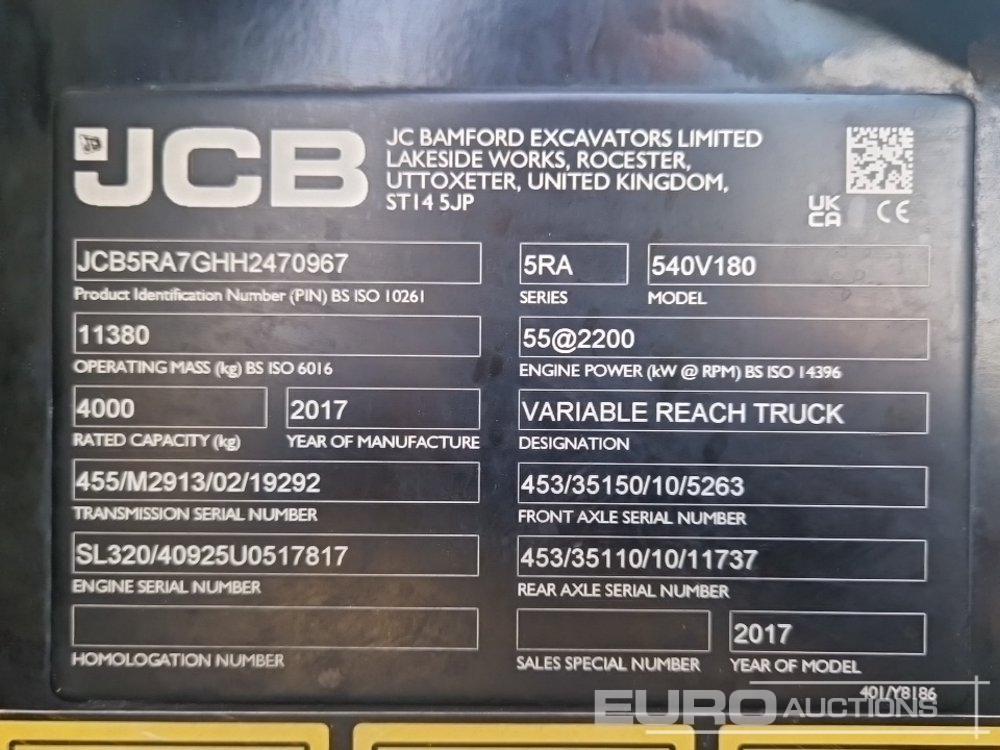 JCB
JC BAMFORD EXCAVATORS LIMITED
LAKESIDE WORKS, ROCESTER,
UTTOXETER, UNITED KINGDOM,
ST14 5JP
UK
CA CE
JCB5RA7GHH2470967
Product Identification Number (PIN) BS ISO 10261
5RA
SERIES
540V180
MODEL
11380
OPERATING MASS (kg) BS ISO 6016
55@2200
ENGINE POWER (kW @ RPM) BS ISO 14396
4000
RATED CAPACITY (kg)
2017
YEAR OF MANUFACTURE
VARIABLE REACH TRUCK
DESIGNATION
455/M2913/02/19292
TRANSMISSION SERIAL NUMBER
453/35150/10/5263
FRONT AXLE SERIAL NUMBER
SL320/40925U0517817
ENGINE SERIAL NUMBER
453/35110/10/11737
REAR AXLE SERIAL NUMBER
HOMOLOGATION NUMBER
SALES SPECIAL NUMBER
2017
YEAR OF MODEL
401/Y8186
EURO AUCTIONS